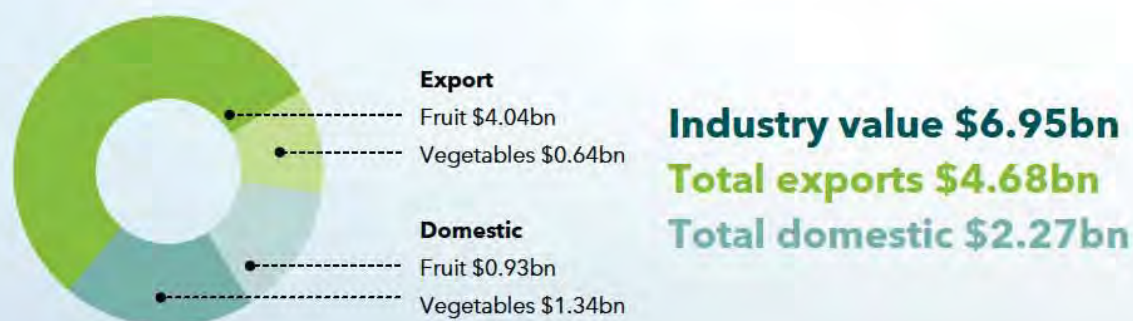 Export
Fruit $4.04bn
Vegetables $0.64bn
Domestic
Fruit $0.93bn
Vegetables $1.34bn
Industry value $6.95bn
Total exports $4.68bn
Total domestic $2.27bn